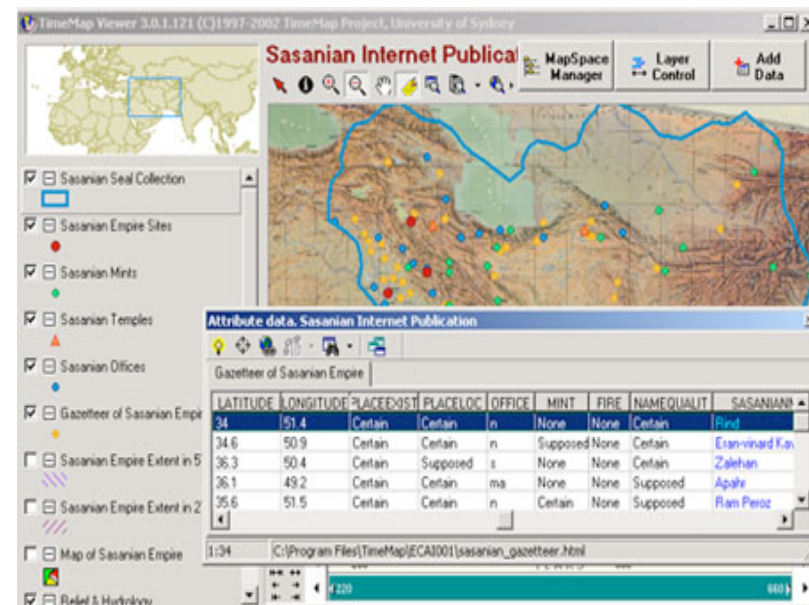 TimeMap Viewer 3.0.1.121 (C)1997-2002 TimeMap Project, University of Sydney
Sasanian Internet Publica
MapSpace Manager
Layer Control
Add Data
Sasanian Seal Collection
Sasanian Empire Sites
Sasanian Mints
Sasanian Temples
Sasanian Offices
Gazetteer of Sasanian Empir
Sasanian Empire Extent in 5
Sasanian Empire Extent in 2
Map of Sasanian Empire
Relief & Hydrology
Attribute data. Sasanian Internet Publication
Gazetteer of Sasanian Empire
LATITUDE LONGITUDE PLACEEXIST PLACELOC OFFICE MINT FIRE NAMEQUALIT SASANIANN
34 51.4 Certain Certain n None None Certain Rind
34.6 50.9 Certain Certain n Supposed None Certain Eran-vinard Kav
36.3 50.4 Certain Supposed s None None Certain Zalehan
36.1 49.2 Certain Certain ma None None Supposed Apahr
35.6 51.5 Certain Certain n Certain None Supposed Ram Peroz
1:34 C:\Program Files\TimeMap\ECAI001\sasanian_gazetteer.html
220 660